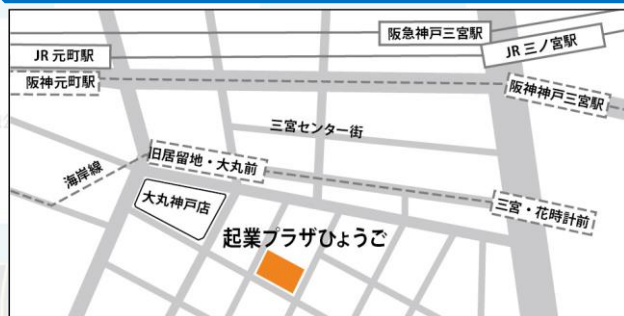 阪急神戸三宮駅
JR 三ノ宮駅
JR 元町駅
阪神元町駅
阪神神戸三宮駅
三宮センター街
旧居留地・大丸前
海岸線
大丸神戸店
三宮・花時計前
起業プラザひょうご